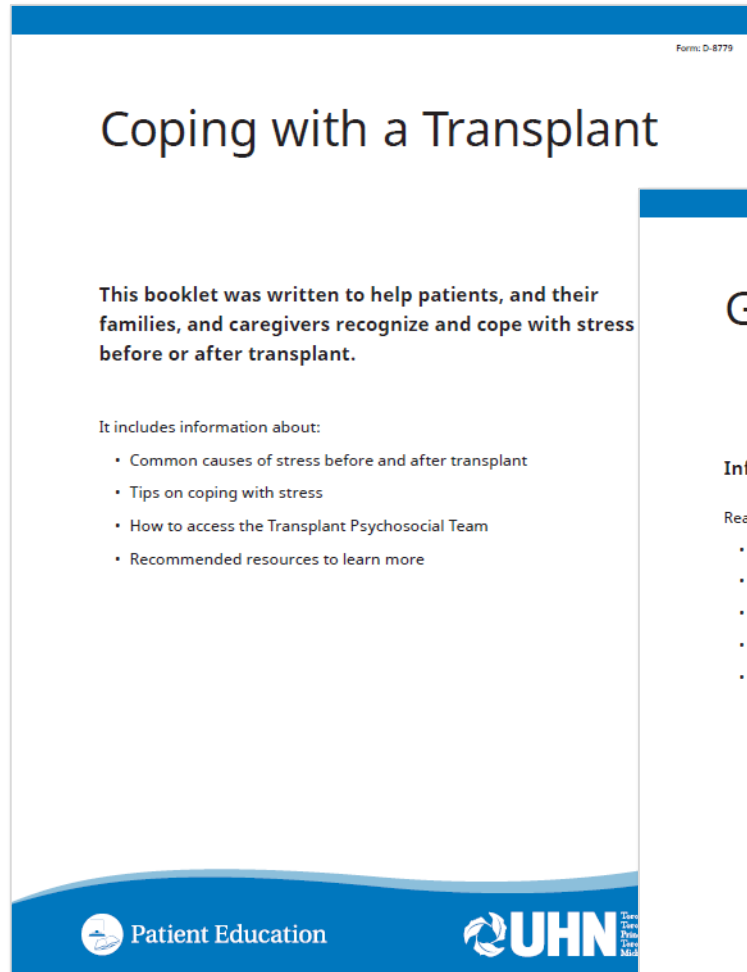 Form: D-8779
Coping with a Transplant
This booklet was written to help patients, and their
families, and caregivers recognize and cope with stress
before or after transplant.
It includes information about:
• Common causes of stress before and after transplant
• Tips on coping with stress
• How to access the Transplant Psychosocial Team
• Recommended resources to learn more
Patient Education
UHN
G